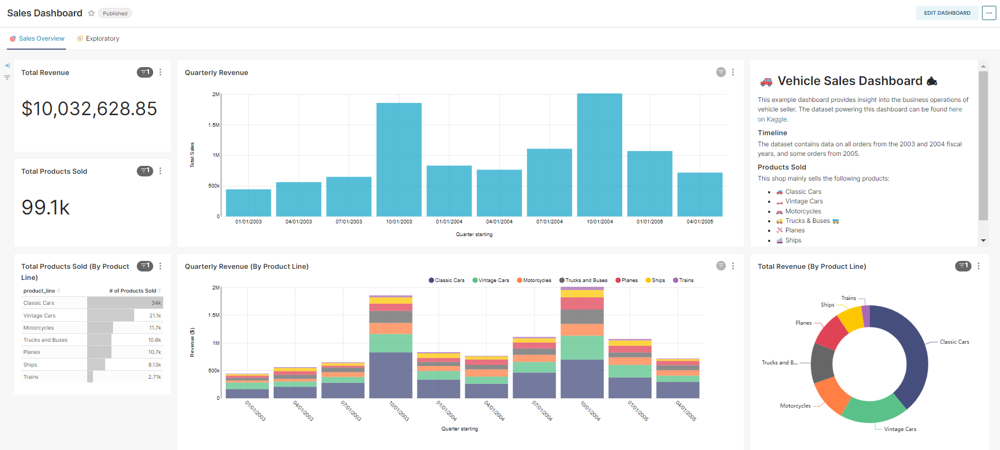 Sales Dashboard
Published
EDIT DASHBOARD
...
Sales Overview
Exploratory
Total Revenue
1
$10,032,628.85
Total Products Sold
1
99.1k
Quarterly Revenue
Total Sales
2M
1.5M
1M
500k
0
01/01/2003 04/01/2003 07/01/2003 10/01/2003 01/01/2004 04/01/2004 07/01/2004 10/01/2004 01/01/2005 04/01/2005
Quarter starting
Vehicle Sales Dashboard
This example dashboard provides insight into the business operations of
vehicle seller. The dataset powering this dashboard can be found here
on Kaggle.
Timeline
The dataset contains data on all orders from the 2003 and 2004 fiscal
years, and some orders from 2005.
Products Sold
This shop mainly sells the following products:
• Classic Cars
• Vintage Cars
• Motorcycles
• Trucks & Buses
• Planes
• Ships
Total Products Sold (By Product
Line)
1
product_line # of Products Sold
Classic Cars 34k
Vintage Cars 21.1k
Motorcycles 11.7k
Trucks and Buses 10.8k
Planes 10.7k
Ships 8.13k
Trains 2.71k
Quarterly Revenue (By Product Line)
Classic Cars Vintage Cars Motorcycles Trucks and Buses Planes Ships Trains
Revenue ($)
2M
1.5M
1M
500k
0
01/01/2003 04/01/2003 07/01/2003 10/01/2003 01/01/2004 04/01/2004 07/01/2004 10/01/2004 01/01/2005 04/01/2005
Quarter starting
Total Revenue (By Product Line)
1
Trains
Ships
Planes
Classic Cars
Trucks and B...
Motorcycles
Vintage Cars